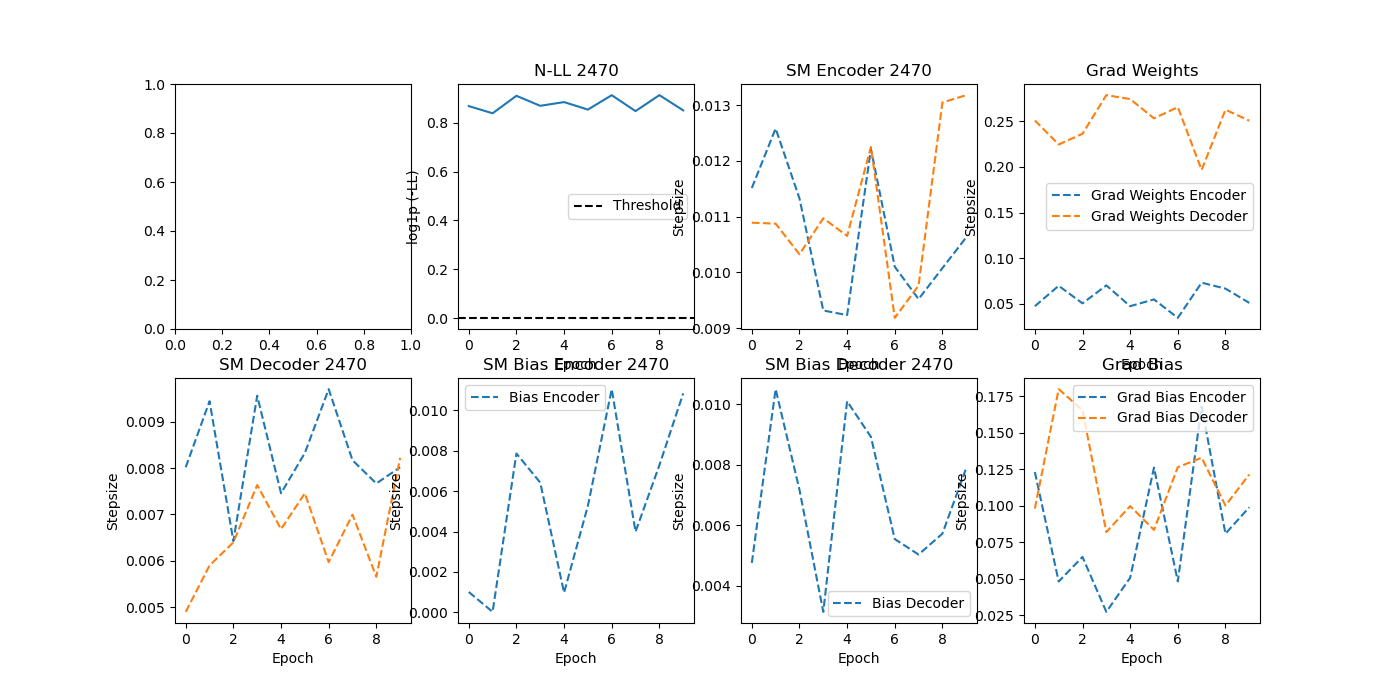 1.0
0.8
0.6
0.4
0.2
0.0
0.0 0.2 0.4 0.6 0.8 1.0
N-LL 2470
log1p (-LL)
0.8
0.6
0.4
0.2
0.0
Threshold
0 2 4 6 8
Epoch
SM Encoder 2470
Stepsize
0.013
0.012
0.011
0.010
0.009
0 2 4 6 8
Epoch
Grad Weights
Stepsize
0.25
0.20
0.15
0.10
0.05
Grad Weights Encoder
Grad Weights Decoder
0 2 4 6 8
Epoch
SM Decoder 2470
Stepsize
0.009
0.008
0.007
0.006
0.005
0 2 4 6 8
Epoch
SM Bias Encoder 2470
Stepsize
0.010
0.008
0.006
0.004
0.002
0.000
Bias Encoder
0 2 4 6 8
Epoch
SM Bias Decoder 2470
Stepsize
0.010
0.008
0.006
0.004
Bias Decoder
0 2 4 6 8
Epoch
Grad Bias
Stepsize
0.175
0.150
0.125
0.100
0.075
0.050
0.025
Grad Bias Encoder
Grad Bias Decoder
0 2 4 6 8
Epoch